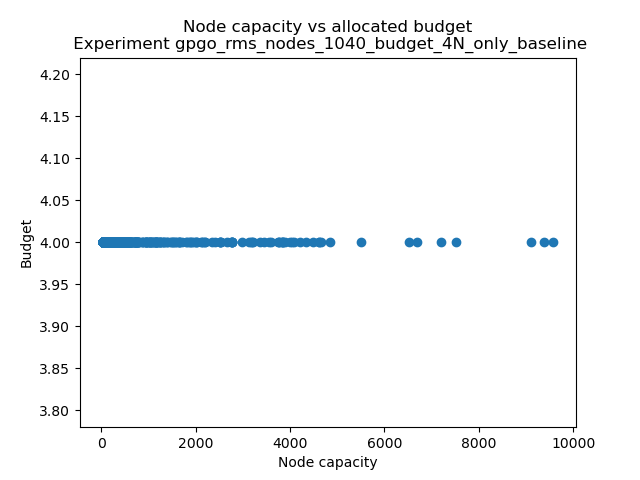 Node capacity vs allocated budget
Experiment gpgo_rms_nodes_1040_budget_4N_only_baseline
4.20
4.15
4.10
4.05
4.00
3.95
3.90
3.85
3.80
Budget
0 2000 4000 6000 8000 10000
Node capacity